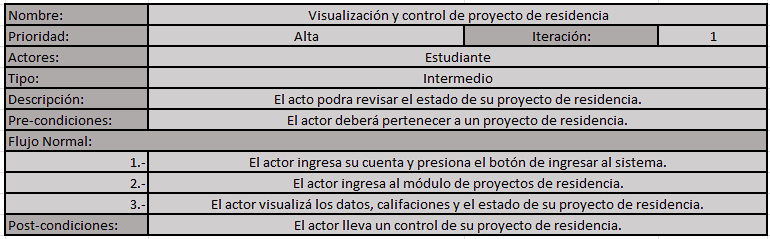 Nombre: Visualización y control de proyecto de residencia
Prioridad: Alta Iteración: 1
Actores: Estudiante
Tipo: Intermedio
Descripción: El acto podra revisar el estado de su proyecto de residencia.
Pre-condiciones: El actor deberá pertenecer a un proyecto de residencia.
Flujo Normal:
1.- El actor ingresa su cuenta y presiona el botón de ingresar al sistema.
2.- El actor ingresa al módulo de proyectos de residencia.
3.- El actor visualizá los datos, califaciones y el estado de su proyecto de residencia.
Post-condiciones: El actor lleva un control de su proyecto de residencia.